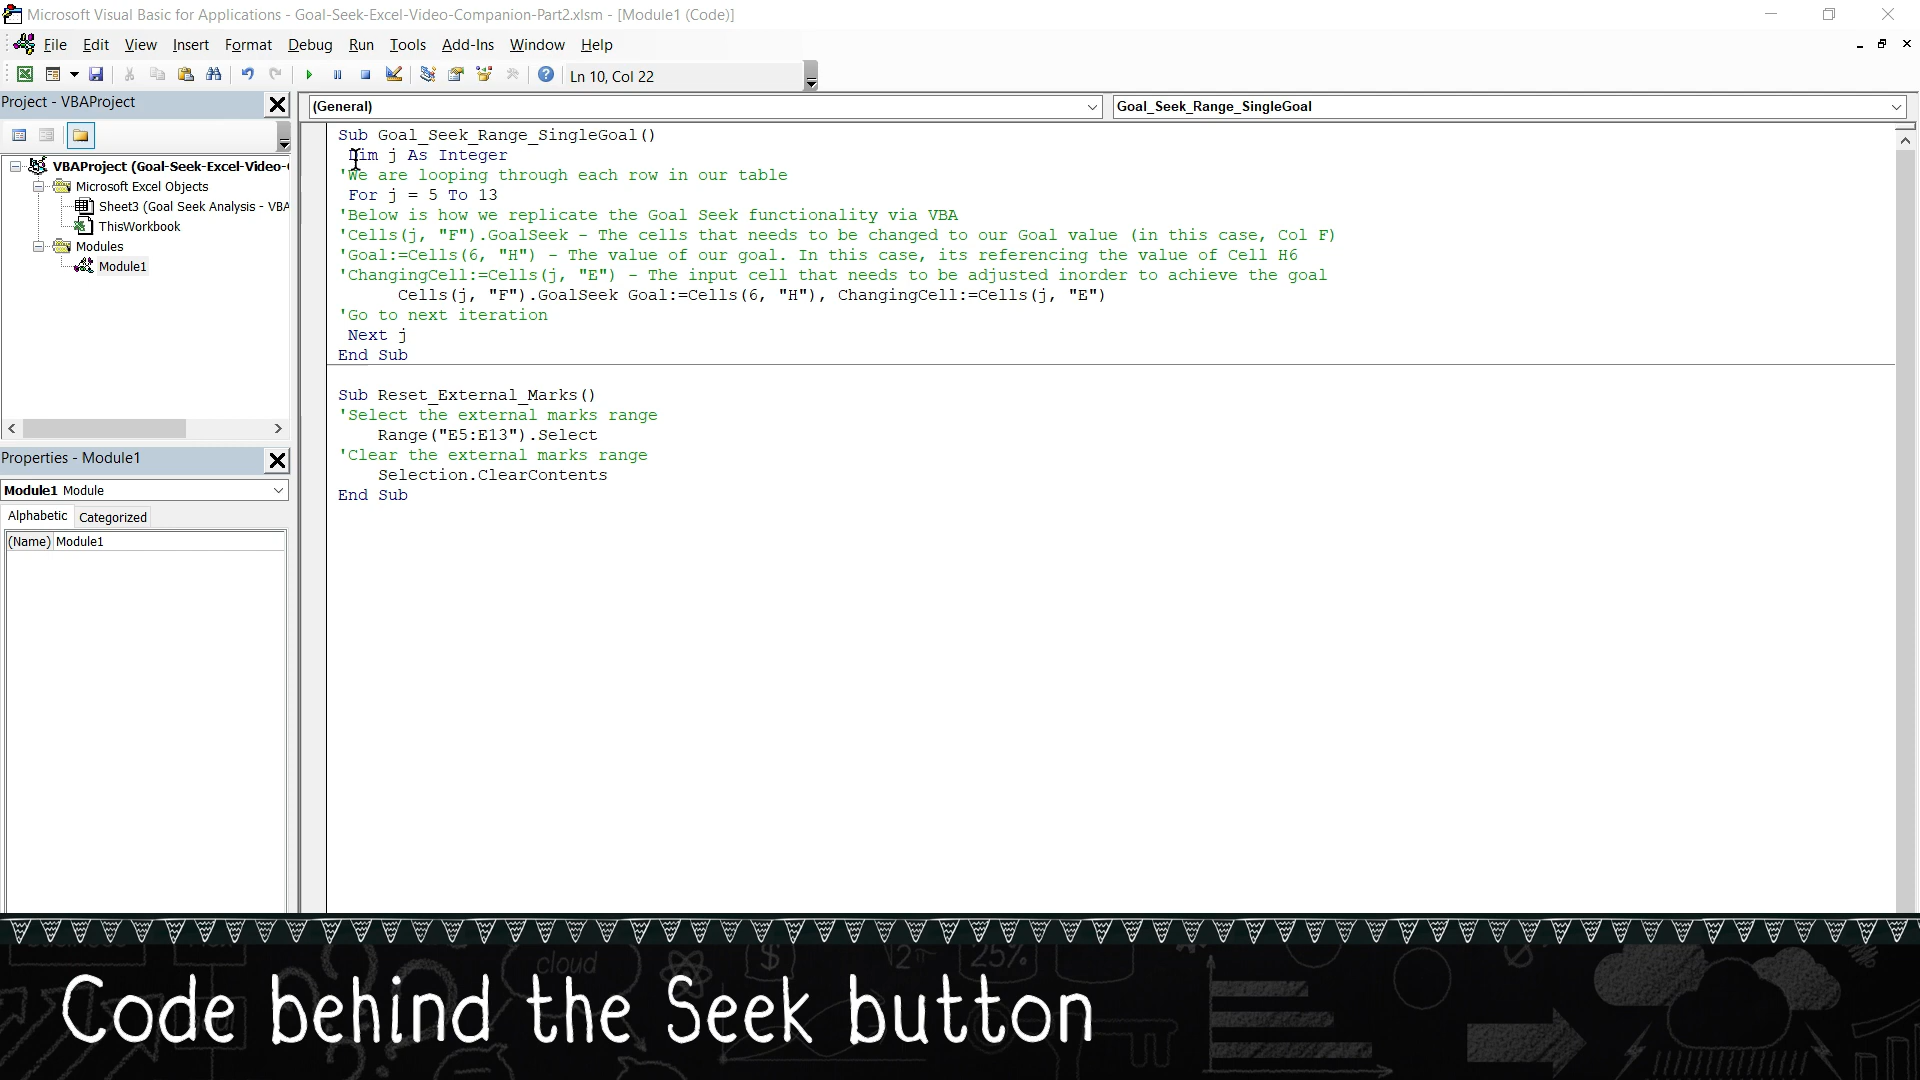 Microsoft Visual Basic for Applications - Goal-Seek-Excel-Video-Companion-Part2.xlsm - [Module1 (Code)]
File Edit View Insert Format Debug Run Tools Add-Ins Window Help
Ln 10, Col 22
Project - VBAProject
(General)
Goal_Seek_Range_SingleGoal
VBAProject (Goal-Seek-Excel-Video-
Microsoft Excel Objects
Sheet3 (Goal Seek Analysis - VBA
ThisWorkbook
Modules
Module1
Properties - Module1
Module1 Module
Alphabetic Categorized
(Name) Module1
Sub Goal_Seek_Range_SingleGoal()
Dim j As Integer
'We are looping through each row in our table
For j = 5 To 13
'Below is how we replicate the Goal Seek functionality via VBA
'Cells(j, "F").GoalSeek - The cells that needs to be changed to our Goal value (in this case, Col F)
'Goal:=Cells(6, "H") - The value of our goal. In this case, its referencing the value of Cell H6
'ChangingCell:=Cells(j, "E") - The input cell that needs to be adjusted inorder to achieve the goal
Cells(j, "F").GoalSeek Goal:=Cells(6, "H"), ChangingCell:=Cells(j, "E")
'Go to next iteration
Next j
End Sub
Sub Reset_External_Marks()
'Select the external marks range
Range("E5:E13").Select
'Clear the external marks range
Selection.ClearContents
End Sub
cloud
$
25%
Code behind the Seek button